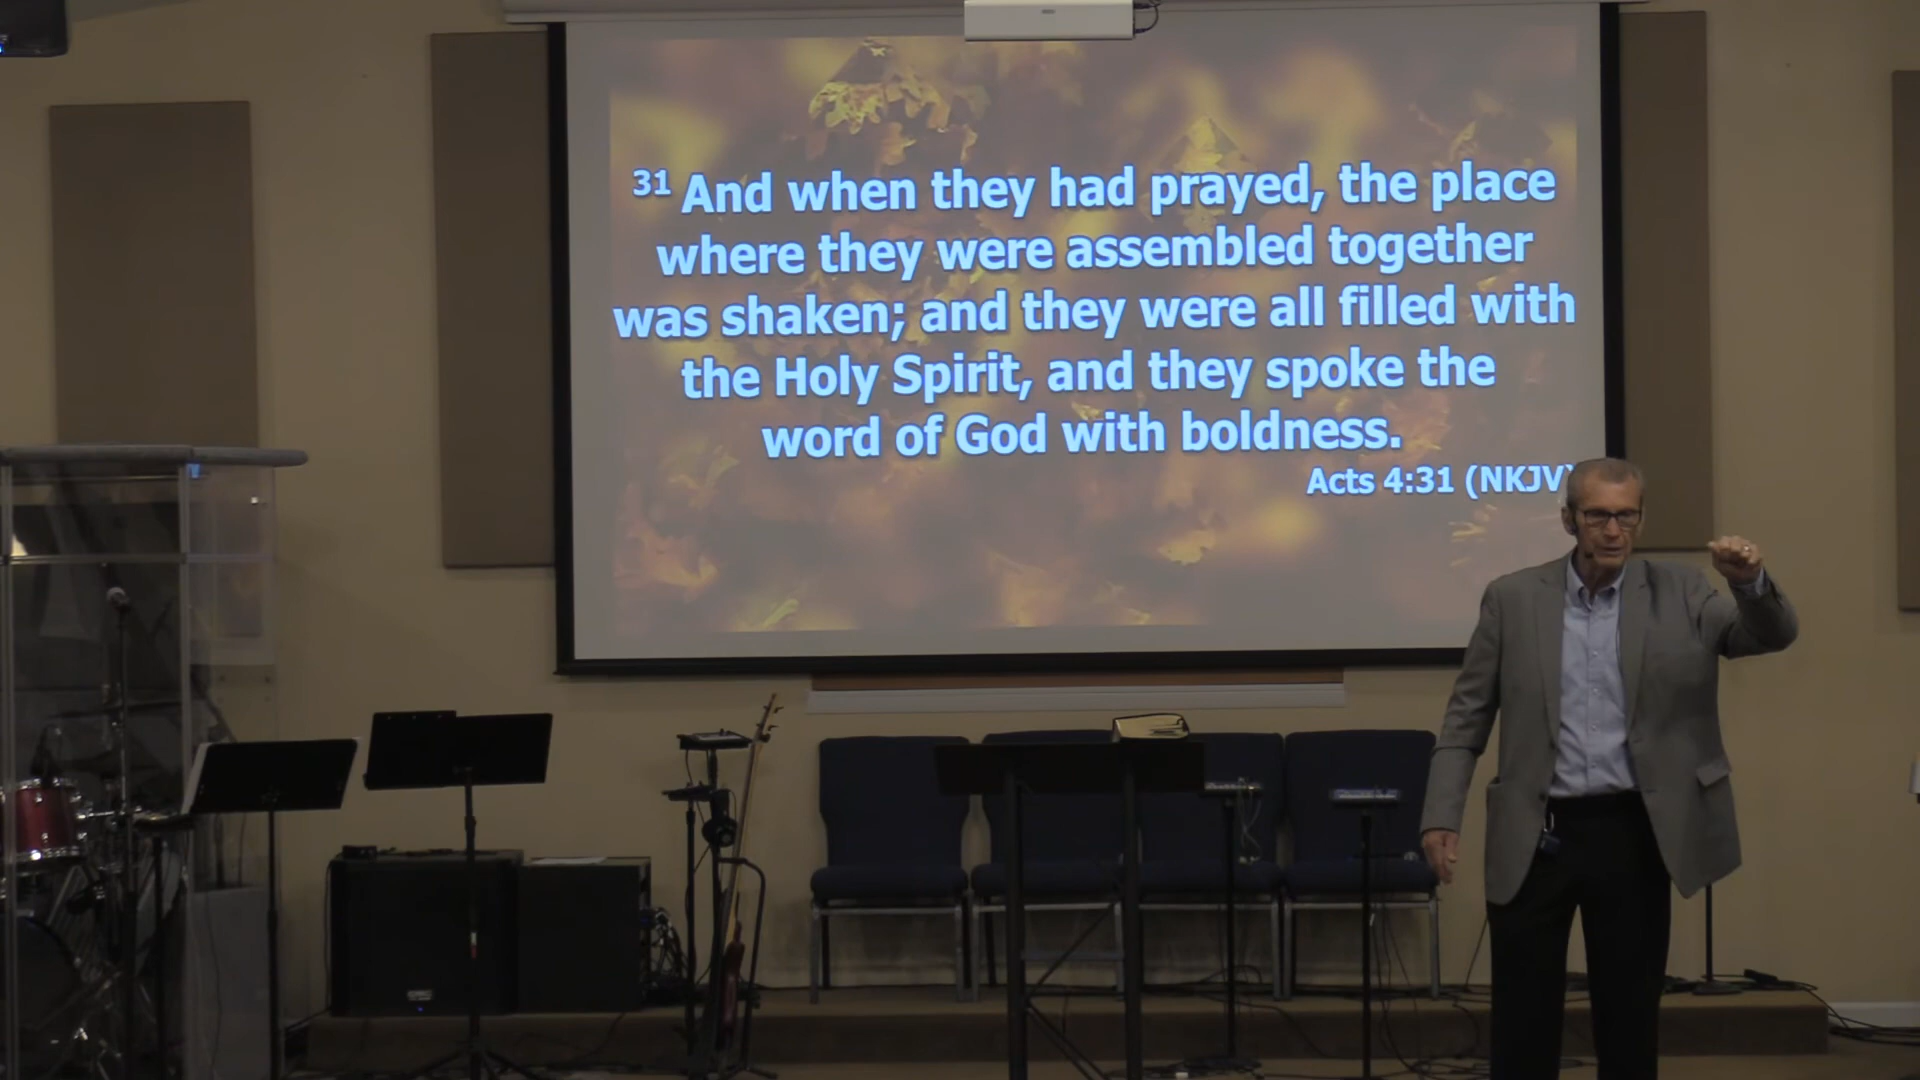 31 And when they had prayed, the place
where they were assembled together
was shaken; and they were all filled with
the Holy Spirit, and they spoke the
word of God with boldness.
Acts 4:31 (NKJV)